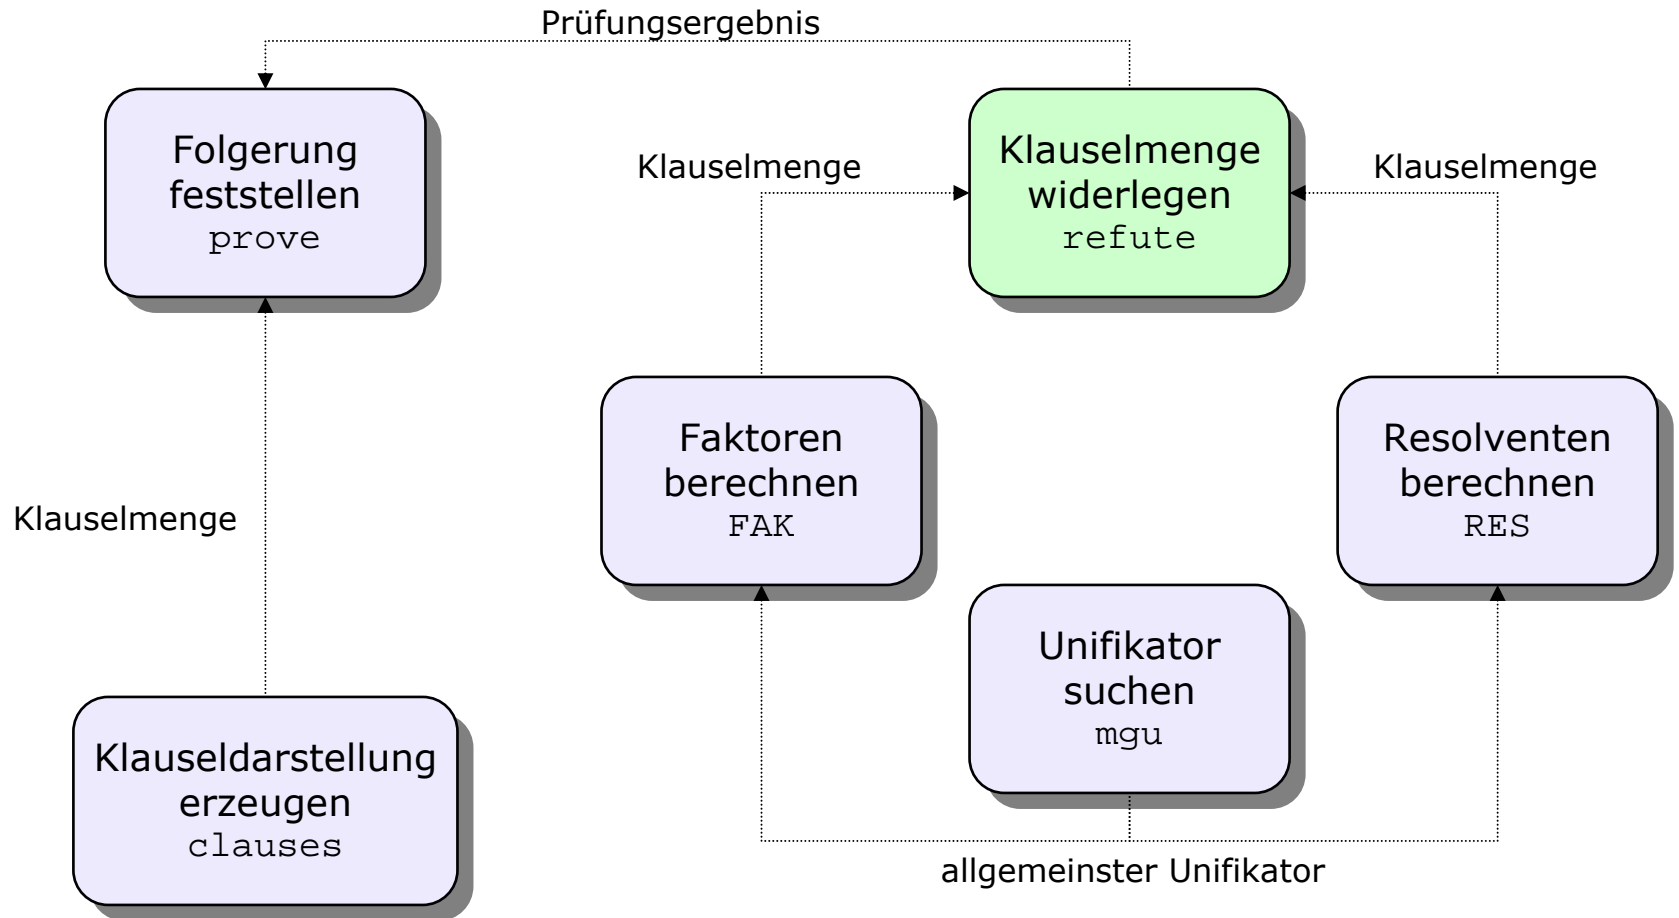 Prüfungsergebnis
Folgerung
feststellen
prove
Klauselmenge
Klauselmenge
widerlegen
refute
Klauselmenge
Faktoren
berechnen
FAK
Resolventen
berechnen
RES
Klauselmenge
Unifikator
suchen
mgu
Klauseldarstellung
erzeugen
clauses
allgemeinster Unifikator